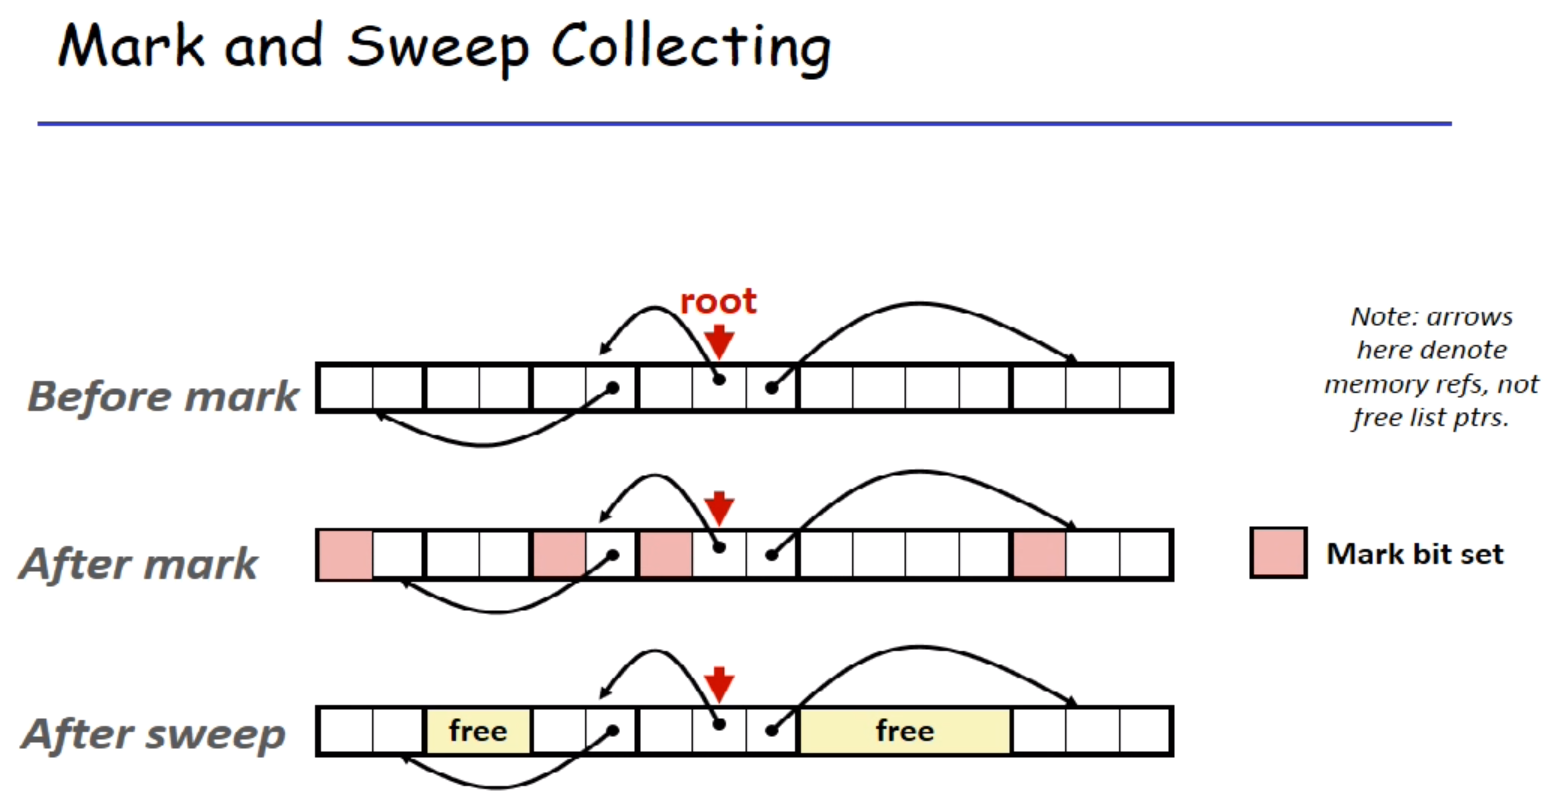 Mark and Sweep Collecting
root
Before mark
Note: arrows
here denote
memory refs, not
free list ptrs.
After mark
Mark bit set
After sweep
free
free